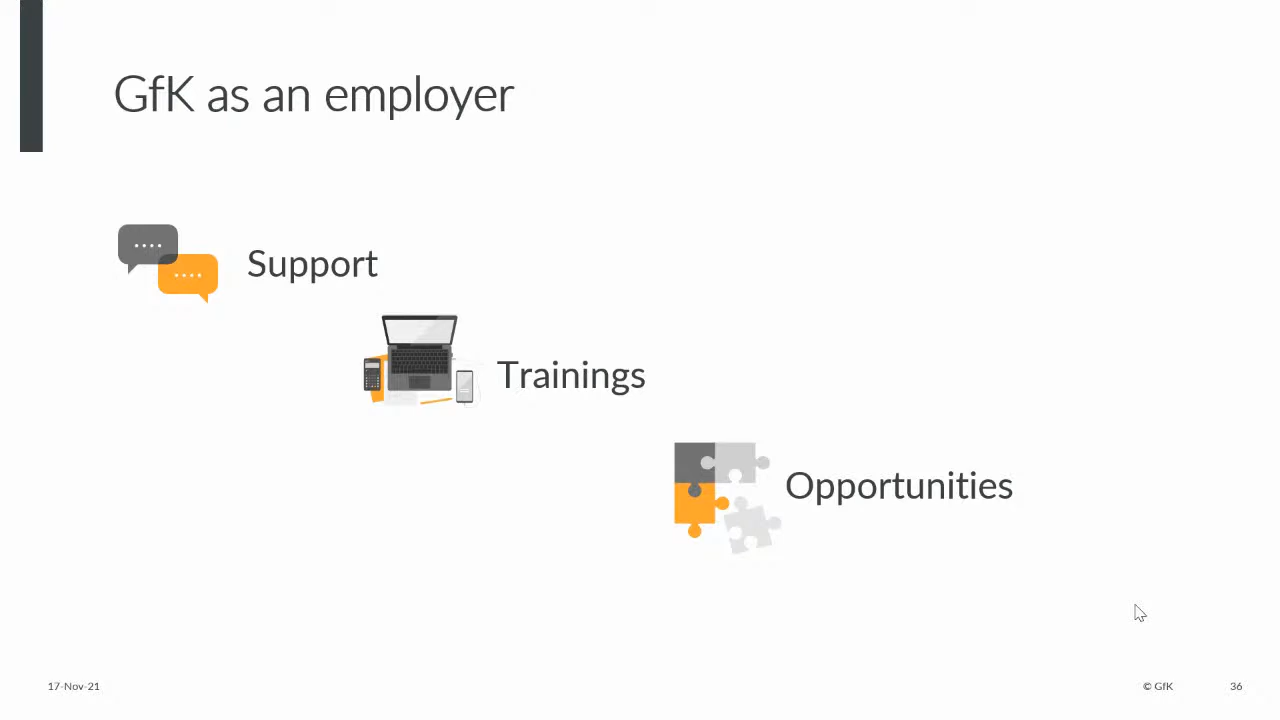 GfK as an employer
Support
Trainings
Opportunities
17-Nov-21
© GfK
36